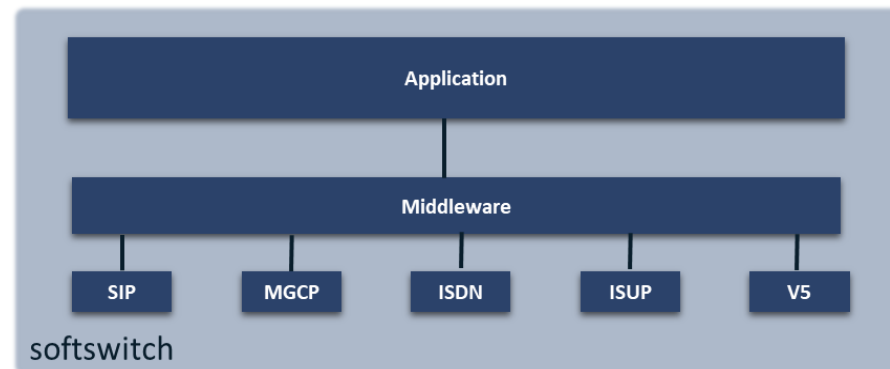 Application
Middleware
SIP
MGCP
ISDN
ISUP
V5
softswitch